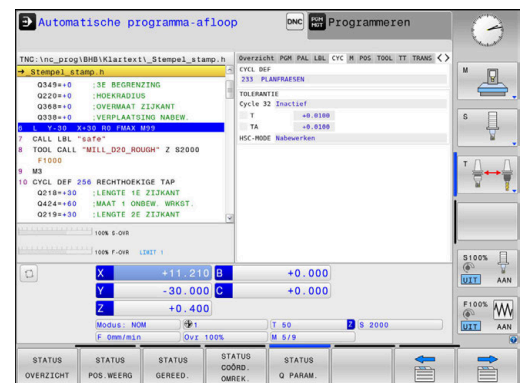 Automatische programma-afloop
DNC PGM MGT Programmeren
TNC:\nc_prog\BHB\Klartext\_Stempel_stamp.h
→_Stempel_stamp.h
Q349=+0 ;3E BEGRENZING
Q220=+0 ;HOEKRADIUS
Q368=+0 ;OVERMAAT ZIJKANT
Q338=+0 ;VERPLAATSING NABEW.
6 L Y-30 X+30 R0 FMAX M99
7 CALL LBL "safe"
8 TOOL CALL "MILL_D20_ROUGH" Z S2000
F1000
9 M3
10 CYCL DEF 256 RECHTHOEKIGE TAP
Q218=+30 ;LENGTE 1E ZIJKANT
Q424=+60 ;MAAT 1 ONBEW. WRKST.
Q219=+30 ;LENGTE 2E ZIJKANT
Overzicht PGM PAL LBL CYC M POS TOOL TT TRANS
CYCL DEF
233 PLANFRAESEN
TOLERANTIE
Cycle 32 Inactief
T +0.0100
TA +0.0100
HSC-MODE Nabewerken
100% S-OVR
100% F-OVR LIMIT 1
X +11.210 B +0.000
Y -30.000 C +0.000
Z +0.400
Modus: NOM 1 T 50 Z S 2000
F 0mm/min Ovr 100% M 5/9
M
S
T
S100%
UIT AAN
F100%
UIT AAN
STATUS OVERZICHT
STATUS POS.WEERG
STATUS GEREED.
STATUS COÖRD. OMREK.
STATUS Q PARAM.